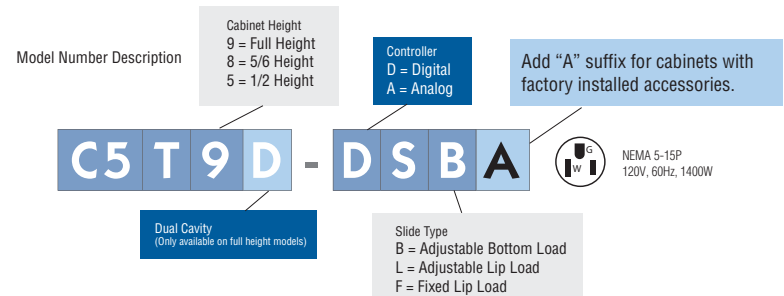 Model Number Description
Cabinet Height
9 = Full Height
8 = 5/6 Height
5 = 1/2 Height
Controller
D = Digital
A = Analog
Add “A” suffix for cabinets with
factory installed accessories.
C5 T 9 D - D S B A
G
W
NEMA 5-15P
120V, 60Hz, 1400W
Dual Cavity
(Only available on full height models)
Slide Type
B = Adjustable Bottom Load
L = Adjustable Lip Load
F = Fixed Lip Load